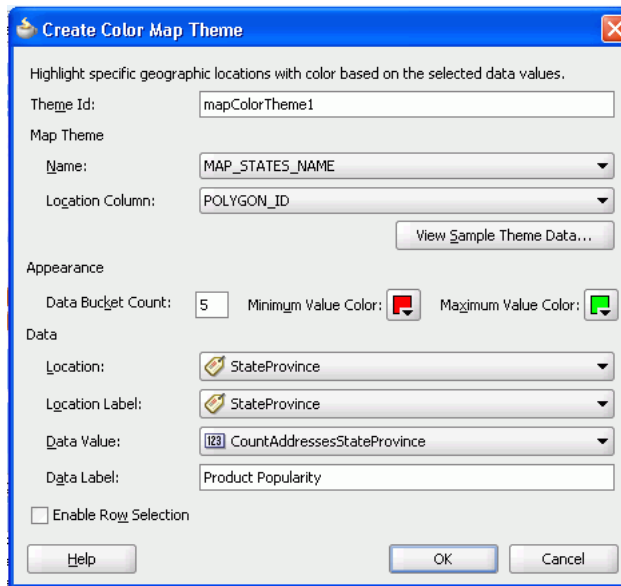 Create Color Map Theme
Highlight specific geographic locations with color based on the selected data values.
Theme Id: mapColorTheme1
Map Theme
Name: MAP_STATES_NAME
Location Column: POLYGON_ID
View Sample Theme Data...
Appearance
Data Bucket Count: 5 Minimum Value Color: Maximum Value Color:
Data
Location: StateProvince
Location Label: StateProvince
Data Value: 123 CountAddressesStateProvince
Data Label: Product Popularity
Enable Row Selection
Help OK Cancel